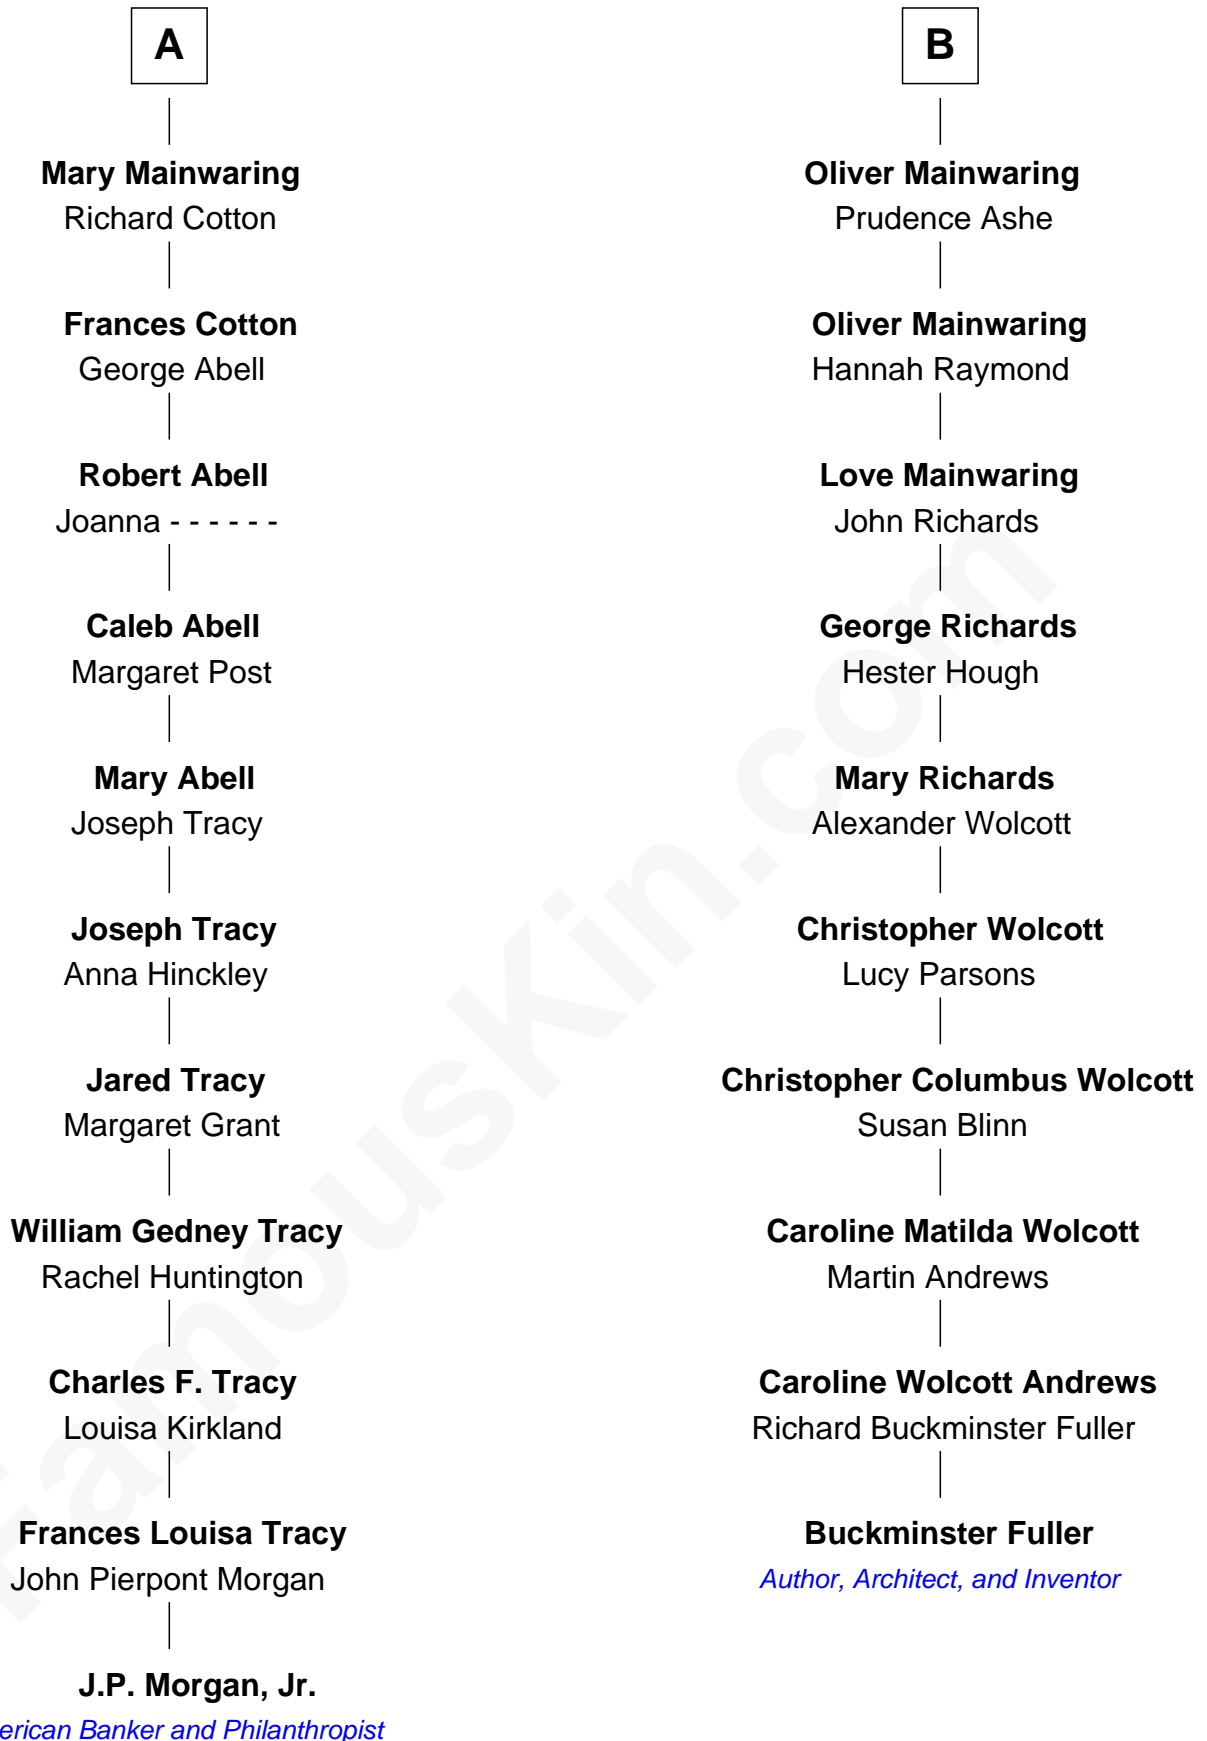 A
Mary Mainwaring
Richard Cotton
Frances Cotton
George Abell
Robert Abell
Joanna - - - - - -
Caleb Abell
Margaret Post
Mary Abell
Joseph Tracy
Joseph Tracy
Anna Hinckley
Jared Tracy
Margaret Grant
William Gedney Tracy
Rachel Huntington
Charles F. Tracy
Louisa Kirkland
Frances Louisa Tracy
John Pierpont Morgan
J.P. Morgan, Jr.
erican Banker and Philanthropist
B
Oliver Mainwaring
Prudence Ashe
Oliver Mainwaring
Hannah Raymond
Love Mainwaring
John Richards
George Richards
Hester Hough
Mary Richards
Alexander Wolcott
Christopher Wolcott
Lucy Parsons
Christopher Columbus Wolcott
Susan Blinn
Caroline Matilda Wolcott
Martin Andrews
Caroline Wolcott Andrews
Richard Buckminster Fuller
Buckminster Fuller
Author, Architect, and Inventor
FamousKin.com